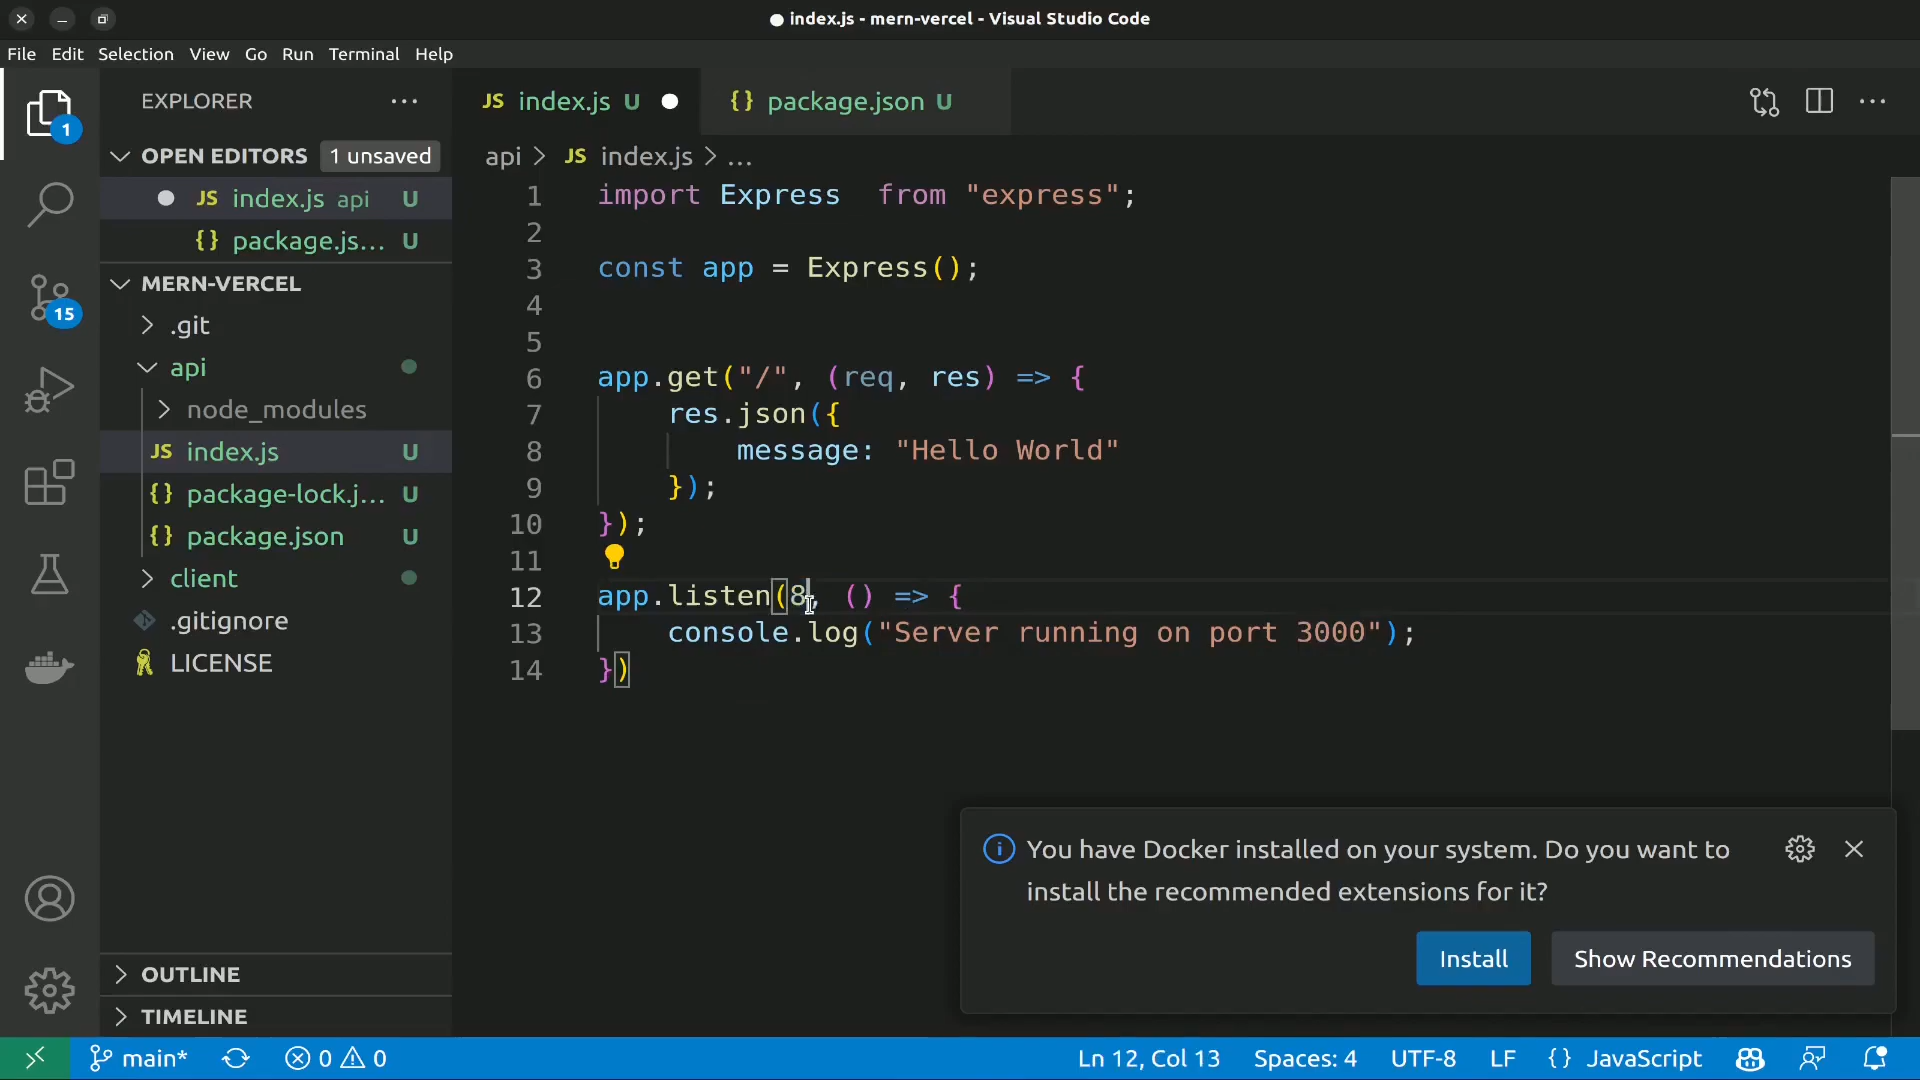 index.js - mern-vercel - Visual Studio Code
File Edit Selection View Go Run Terminal Help
EXPLORER
1
OPEN EDITORS 1 unsaved
JS index.js api U
{} package.js... U
MERN-VERCEL
15
.git
api
node_modules
JS index.js U
{} package-lock.j... U
{} package.json U
client
.gitignore
LICENSE
OUTLINE
TIMELINE
JS index.js U
{} package.json U
api > JS index.js > ...
1 import Express  from "express";
2
3 const app = Express();
4
5
6 app.get("/", (req, res) => {
7 res.json({
8 message: "Hello World"
9 });
10 });
11
12 app.listen(8, () => {
13 console.log("Server running on port 3000");
14 })
You have Docker installed on your system. Do you want to
install the recommended extensions for it?
Install Show Recommendations
main* 0 0 Ln 12, Col 13 Spaces: 4 UTF-8 LF {} JavaScript